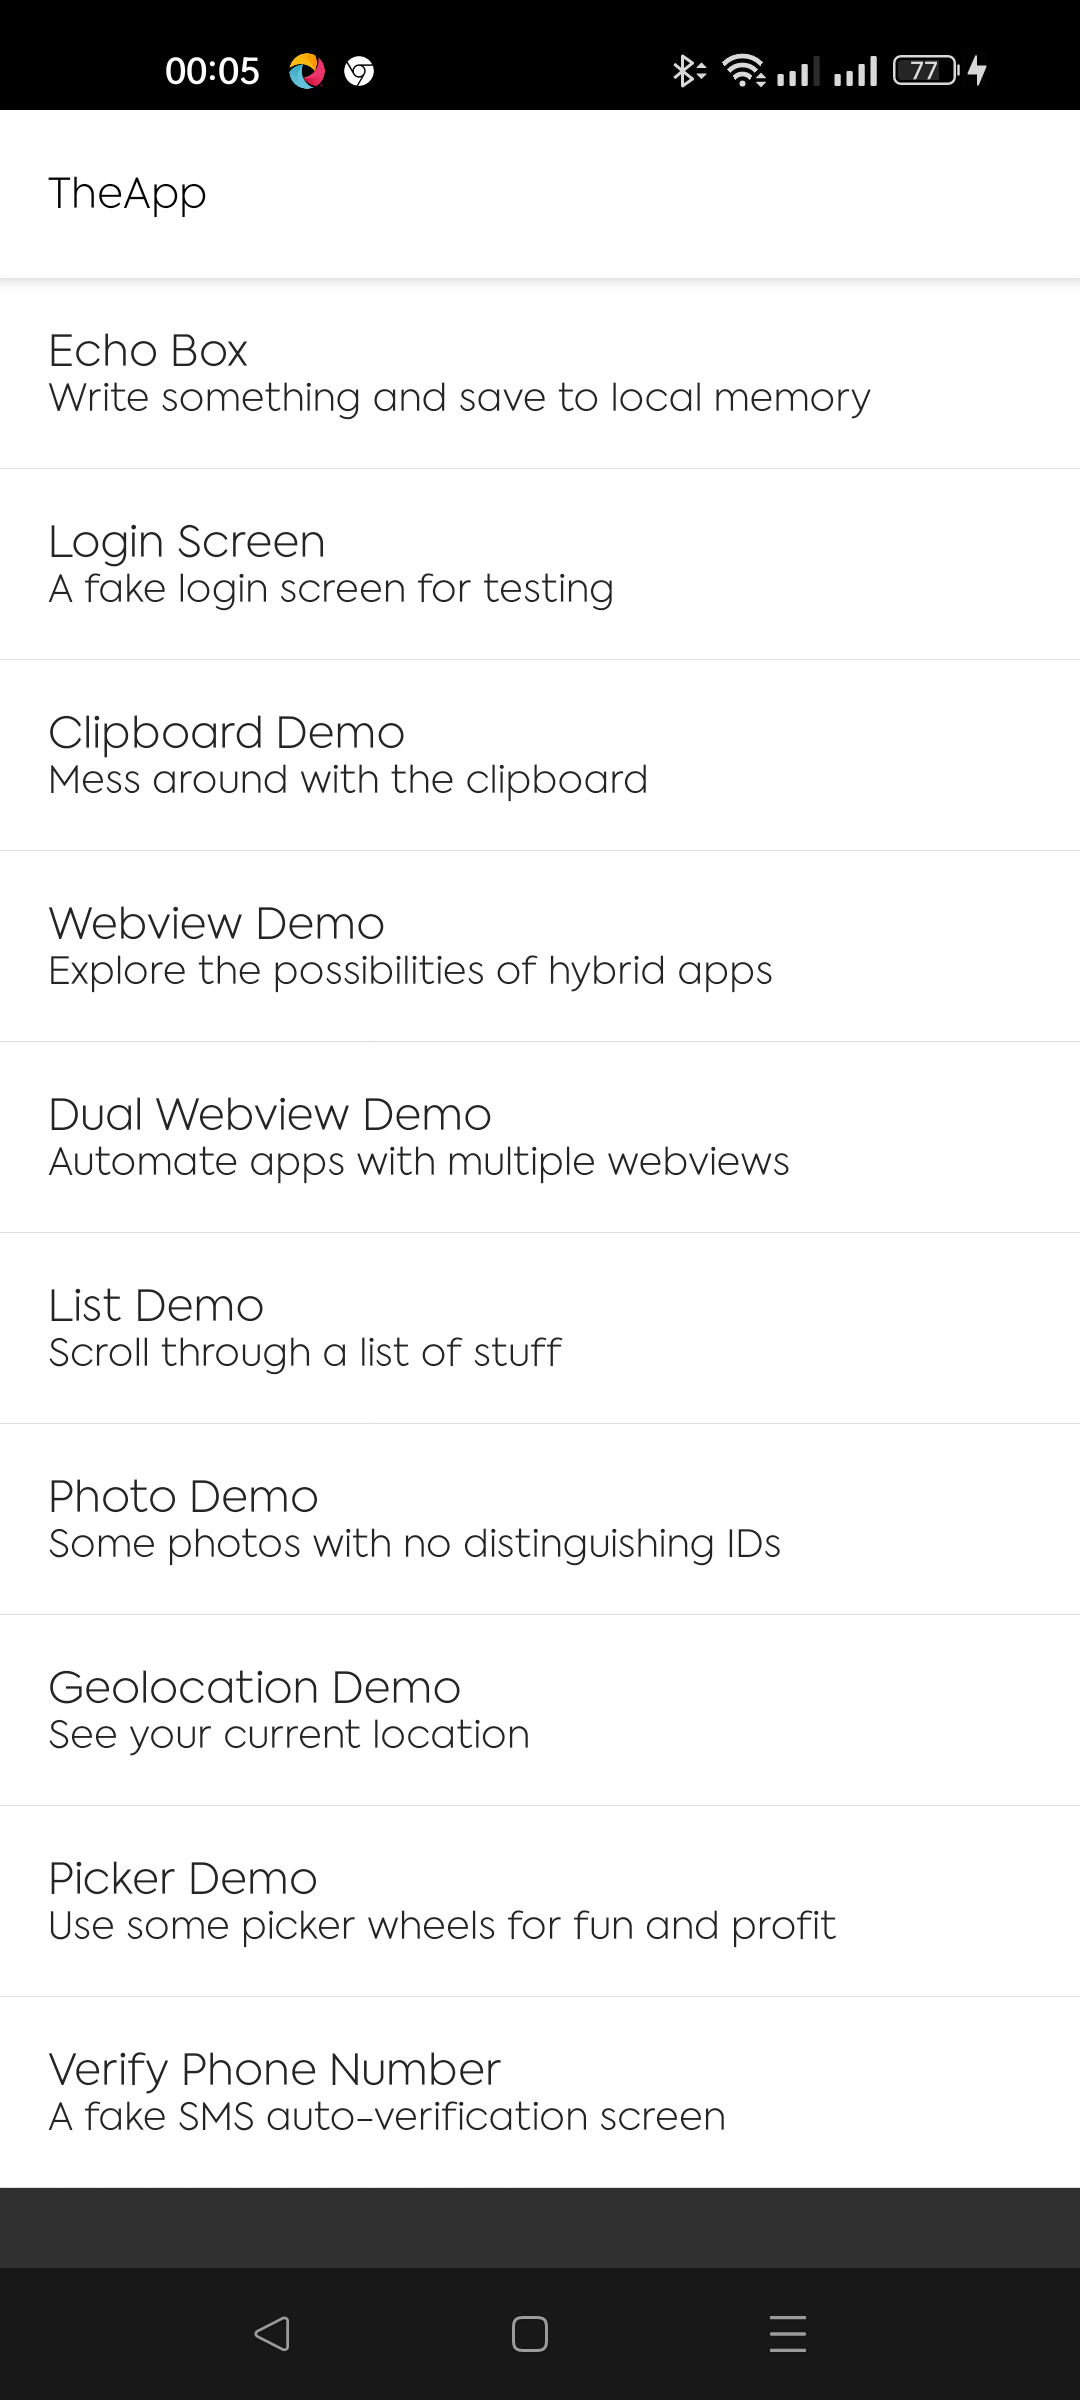 00:05
77
TheApp
Echo Box
Write something and save to local memory
Login Screen
A fake login screen for testing
Clipboard Demo
Mess around with the clipboard
Webview Demo
Explore the possibilities of hybrid apps
Dual Webview Demo
Automate apps with multiple webviews
List Demo
Scroll through a list of stuff
Photo Demo
Some photos with no distinguishing IDs
Geolocation Demo
See your current location
Picker Demo
Use some picker wheels for fun and profit
Verify Phone Number
A fake SMS auto-verification screen